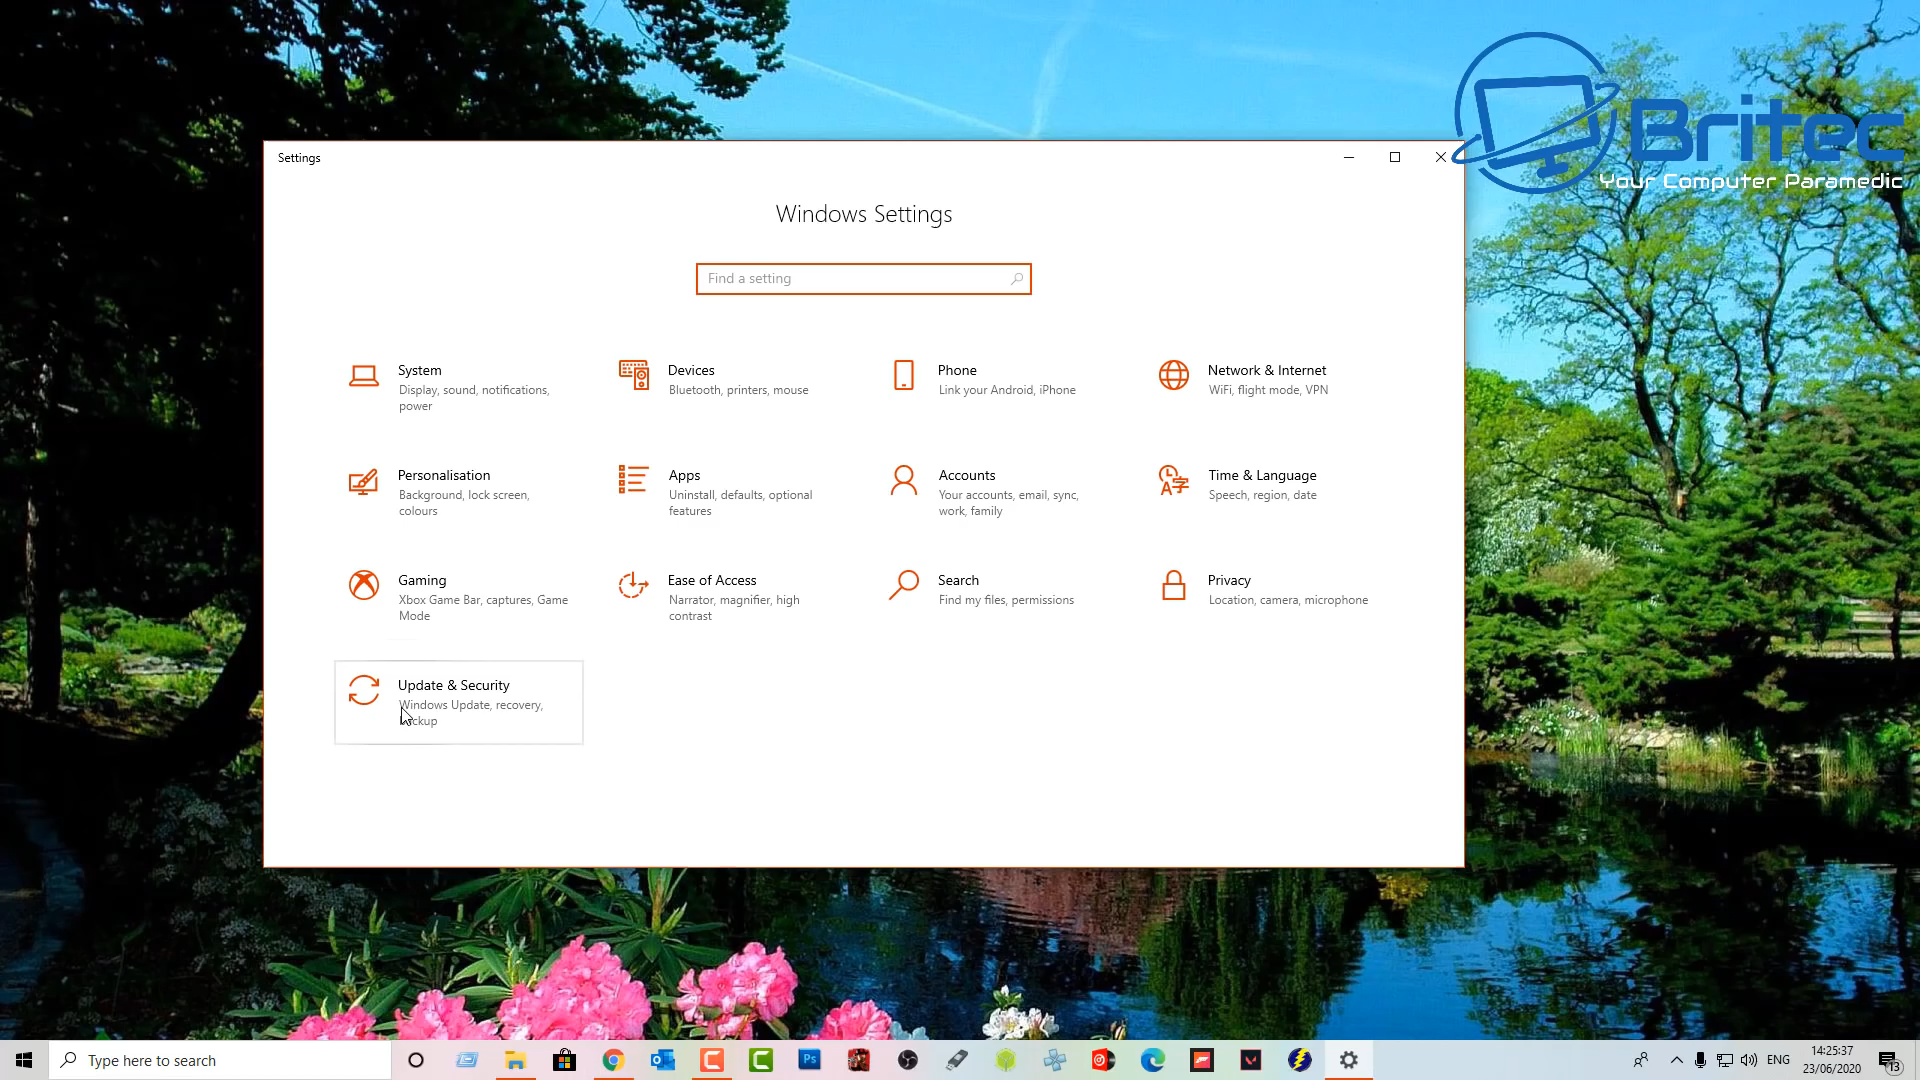 Britec
Your Computer Paramedic
Settings
Windows Settings
Find a setting
System
Display, sound, notifications,
power
Devices
Bluetooth, printers, mouse
Phone
Link your Android, iPhone
Network & Internet
WiFi, flight mode, VPN
Personalisation
Background, lock screen,
colours
Apps
Uninstall, defaults, optional
features
Accounts
Your accounts, email, sync,
work, family
Time & Language
Speech, region, date
Gaming
Xbox Game Bar, captures, Game
Mode
Ease of Access
Narrator, magnifier, high
contrast
Search
Find my files, permissions
Privacy
Location, camera, microphone
Update & Security
Windows Update, recovery,
backup
Type here to search
Ps
ENG
14:25:37
23/06/2020
13